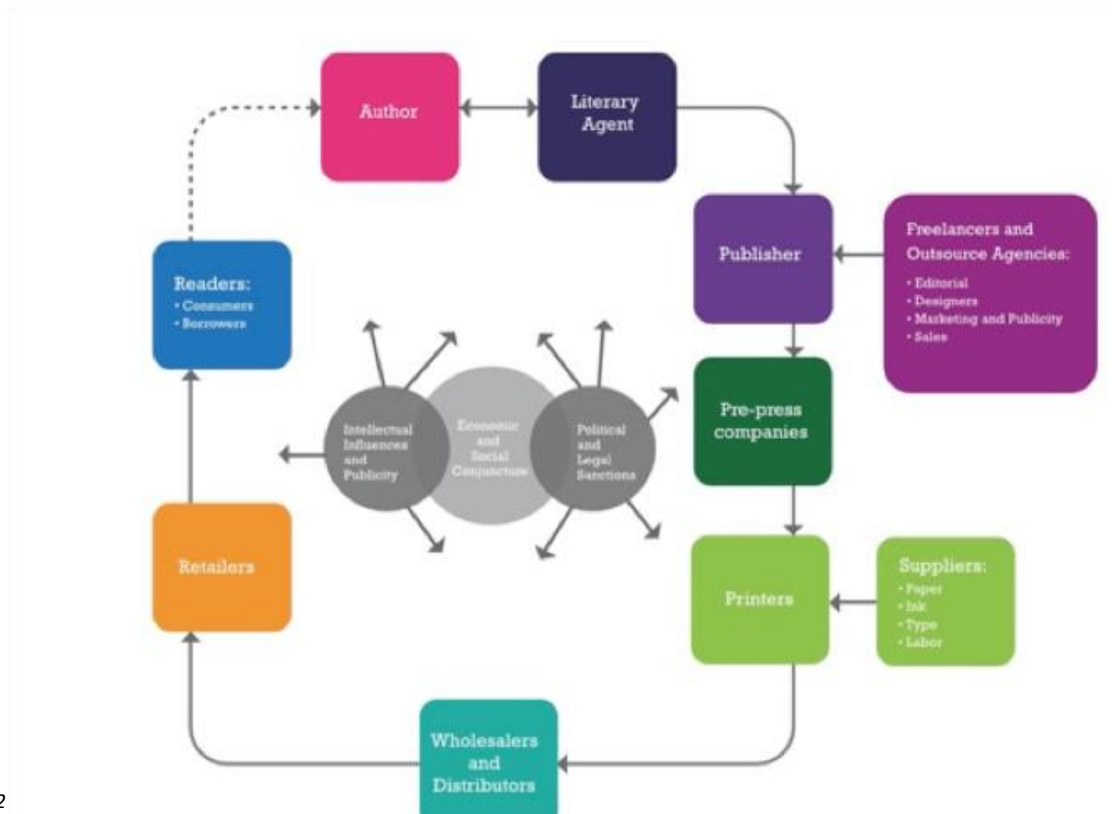 Author
Literary
Agent
Publisher
Freelancers and
Outsource Agencies:
• Editorial
• Designers
• Marketing and Publicity
• Sales
Readers:
• Consumers
• Borrowers
Pre-press
companies
Intellectual
Influences
and
Publicity
Economic
and
Social
Conjuncture
Political
and
Legal
Sanctions
Retailers
Printers
Suppliers:
• Paper
• Ink
• Type
• Labor
Wholesalers
and
Distributors
2